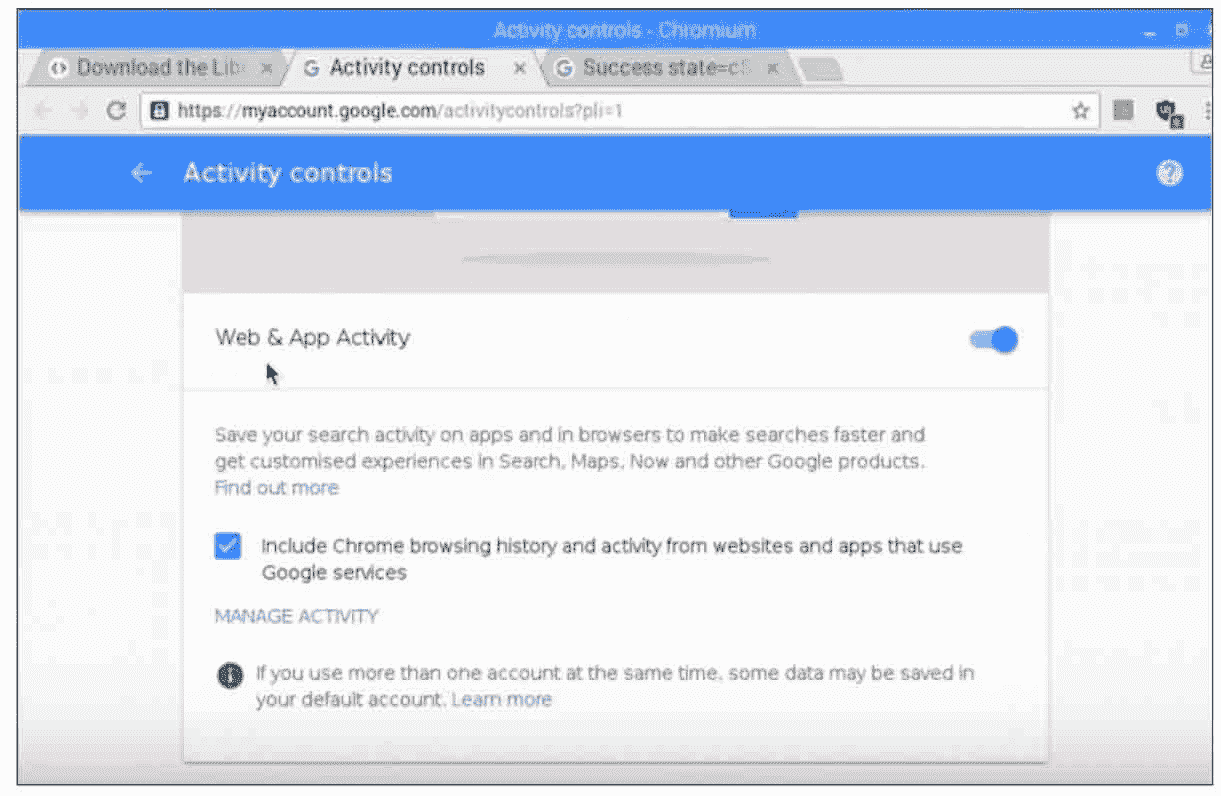 Activity controls - Chromium
Download the Lib
Activity controls
Success state=c
https://myaccount.google.com/activitycontrols?pli=1
Activity controls
Web & App Activity
Save your search activity on apps and in browsers to make searches faster and
get customised experiences in Search, Maps, Now and other Google products.
Find out more
Include Chrome browsing history and activity from websites and apps that use
Google services
MANAGE ACTIVITY
If you use more than one account at the same time, some data may be saved in
your default account. Learn more